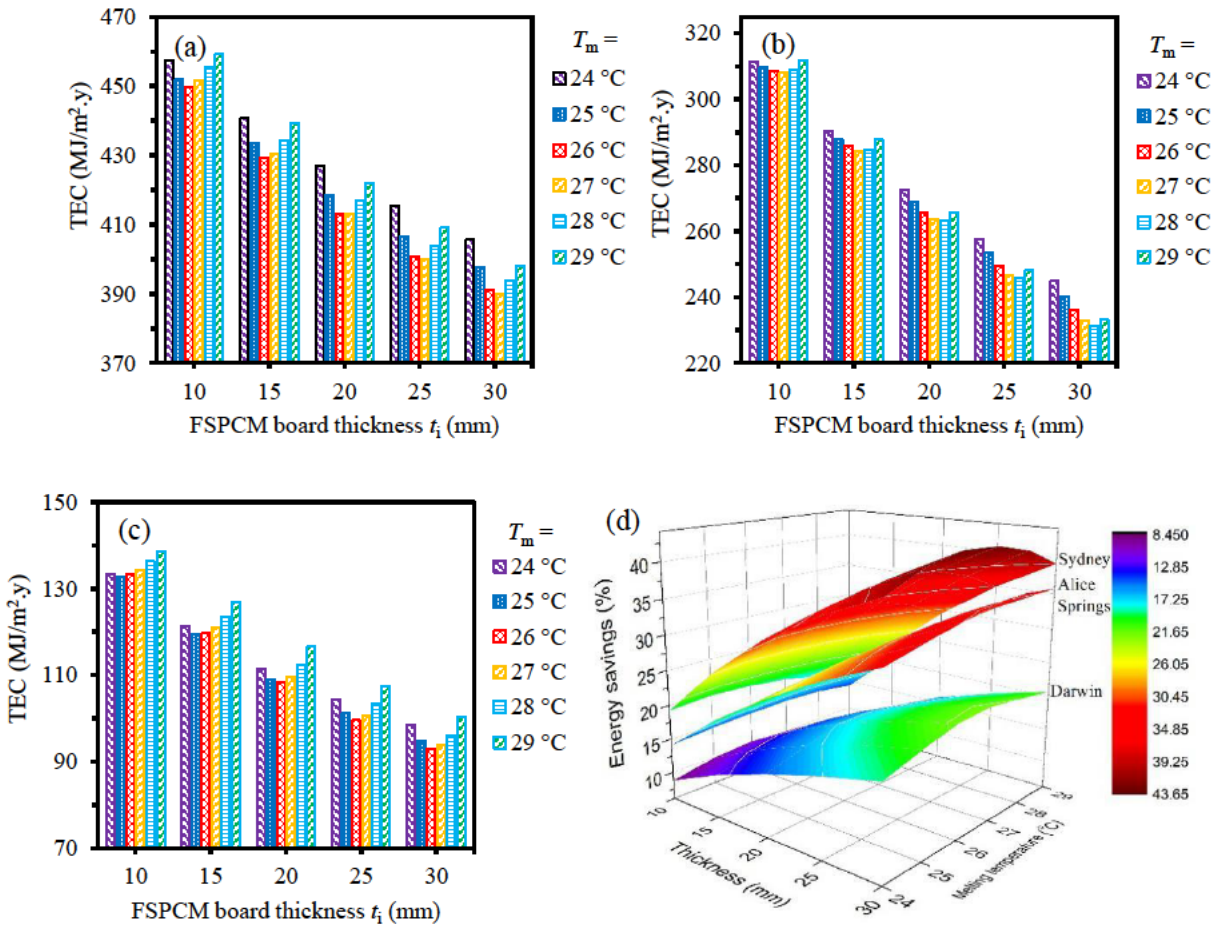 (a)
470
450
430
410
390
370
TEC (MJ/m².y)
10 15 20 25 30
FSPCM board thickness tᵢ (mm)
Tₘ =
24 °C
25 °C
26 °C
27 °C
28 °C
29 °C
(b)
320
300
280
260
240
220
TEC (MJ/m².y)
10 15 20 25 30
FSPCM board thickness tᵢ (mm)
Tₘ =
24 °C
25 °C
26 °C
27 °C
28 °C
29 °C
(c)
150
130
110
90
70
TEC (MJ/m².y)
10 15 20 25 30
FSPCM board thickness tᵢ (mm)
Tₘ =
24 °C
25 °C
26 °C
27 °C
28 °C
29 °C
(d)
40
35
30
25
20
15
10
Energy savings (%)
10 15 20 25 30
Thickness (mm)
24 25 26 27 28 29
Melting temperature (°C)
Sydney
Alice
Springs
Darwin
8.450
12.85
17.25
21.65
26.05
30.45
34.85
39.25
43.65